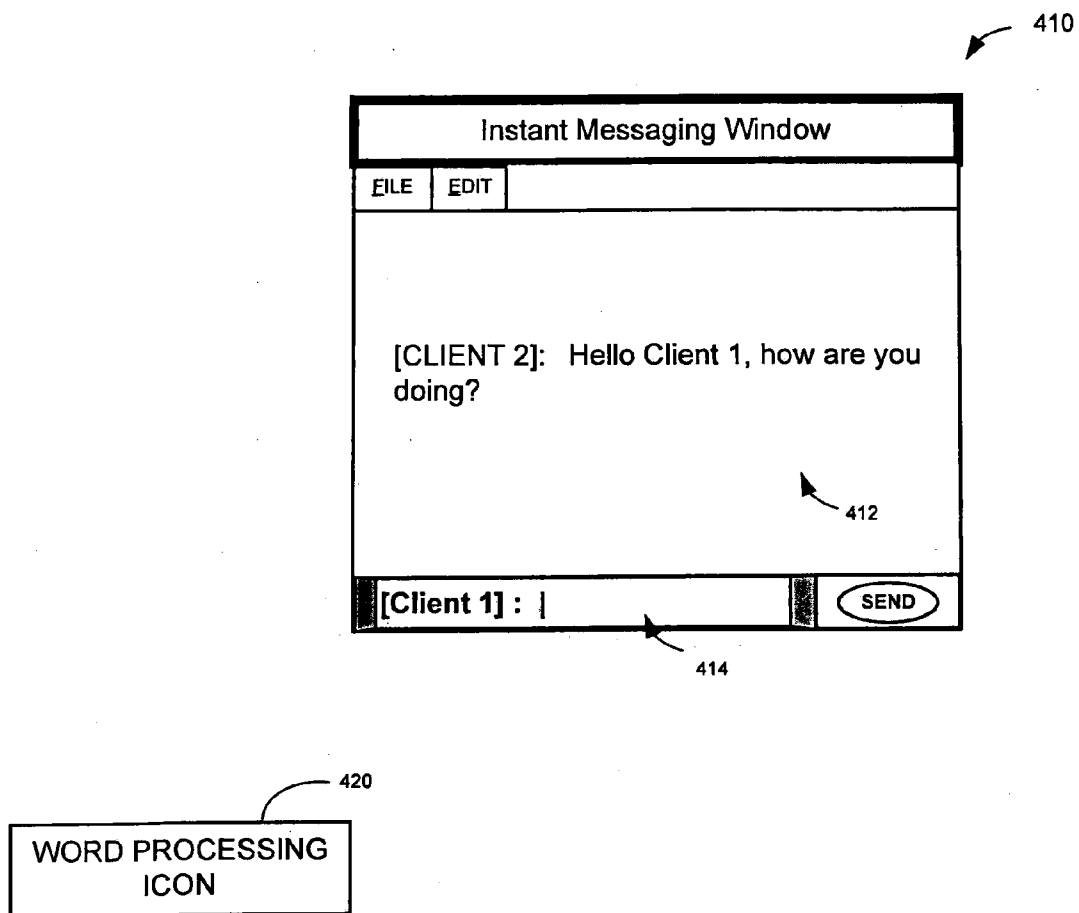 410
Instant Messaging Window
FILE EDIT
[CLIENT 2]: Hello Client 1, how are you
doing?
412
[Client 1] : |
SEND
414
420
WORD PROCESSING
ICON